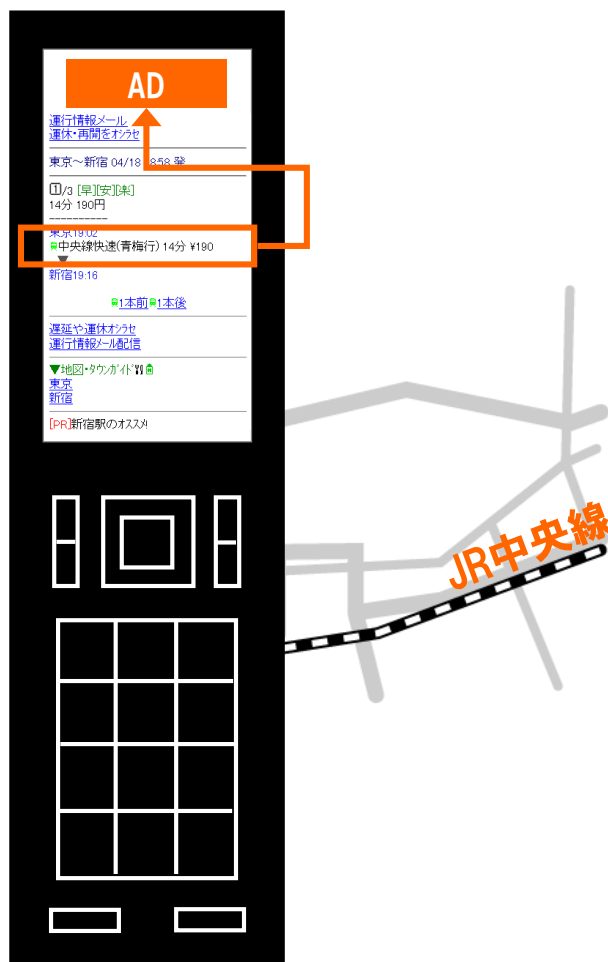 AD
運行情報メール
運休・再開をオシラセ
東京～新宿 04/18 18:58 発
1/3 [早][安][楽]
14分 190円
----------
東京19:02
中央線快速(青梅行) 14分 ¥190
▼
新宿19:16
1本前 1本後
遅延や運休オシラセ
運行情報メール配信
▼地図・タウンガイド
東京
新宿
[PR]新宿駅のオススメ
JR中央線